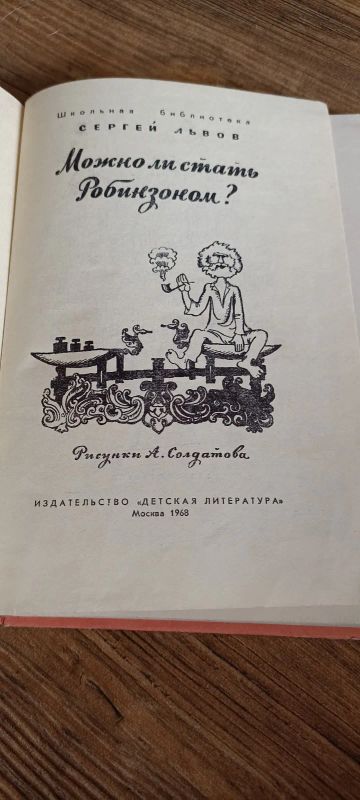 Школьная библиотека
СЕРГЕЙ ЛЬВОВ
Можно ли стать
Робинзоном?
Рисунки А. Солдатова
ИЗДАТЕЛЬСТВО «ДЕТСКАЯ ЛИТЕРАТУРА»
Москва 1968